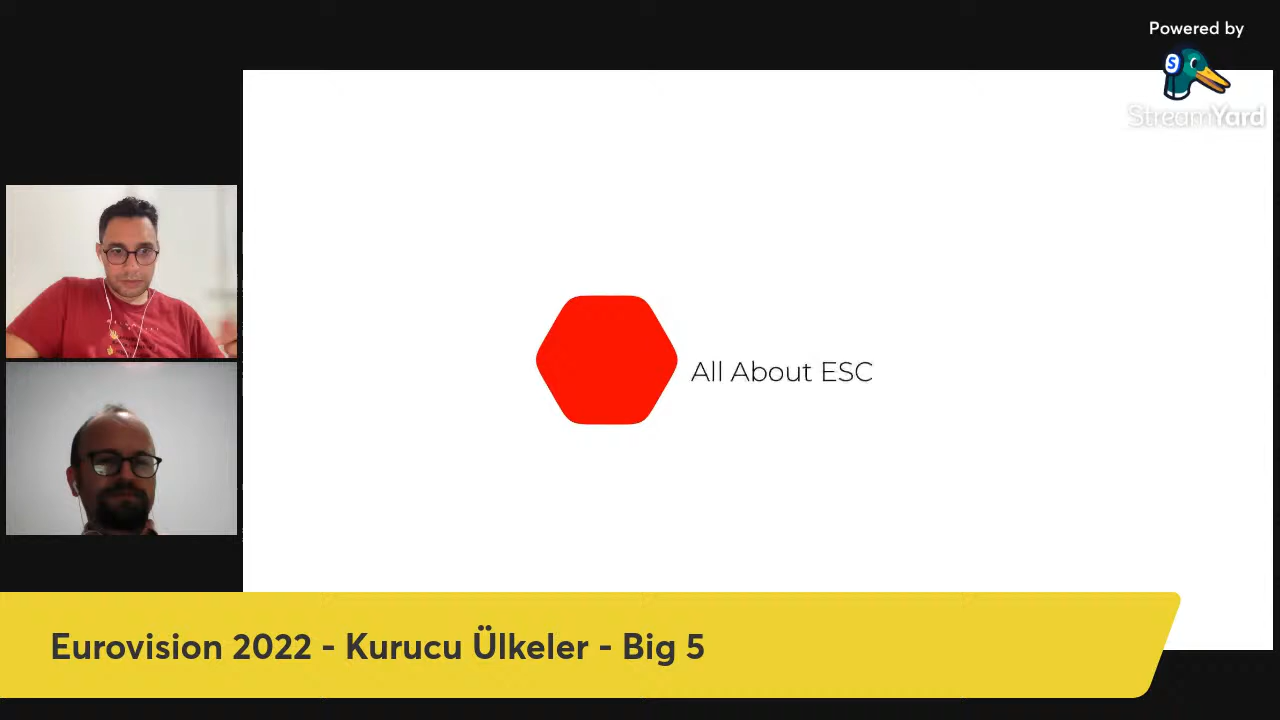 Powered by
StreamYard
All About ESC
Eurovision 2022 - Kurucu Ülkeler - Big 5